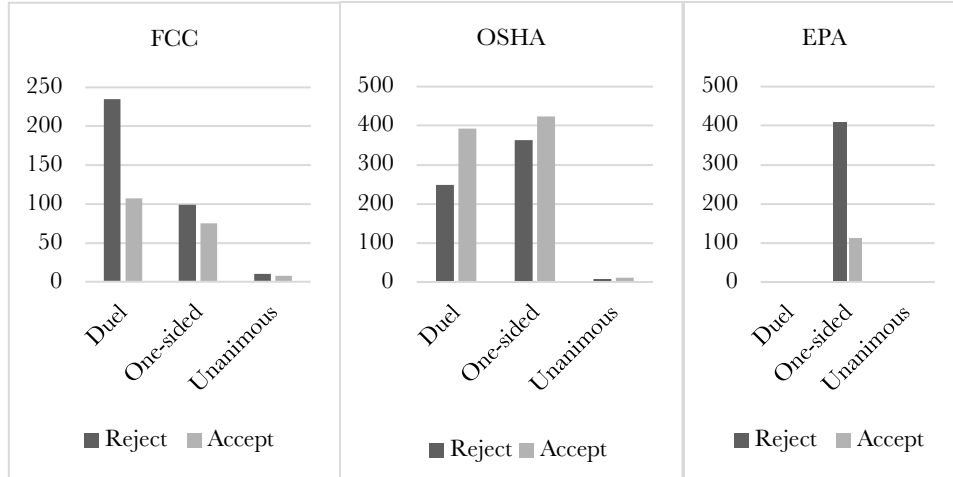 FCC
250
200
150
100
50
0
Duel
One-sided
Unanimous
Reject Accept
OSHA
500
400
300
200
100
0
Duel
One-sided
Unanimous
Reject Accept
EPA
500
400
300
200
100
0
Duel
One-sided
Unanimous
Reject Accept